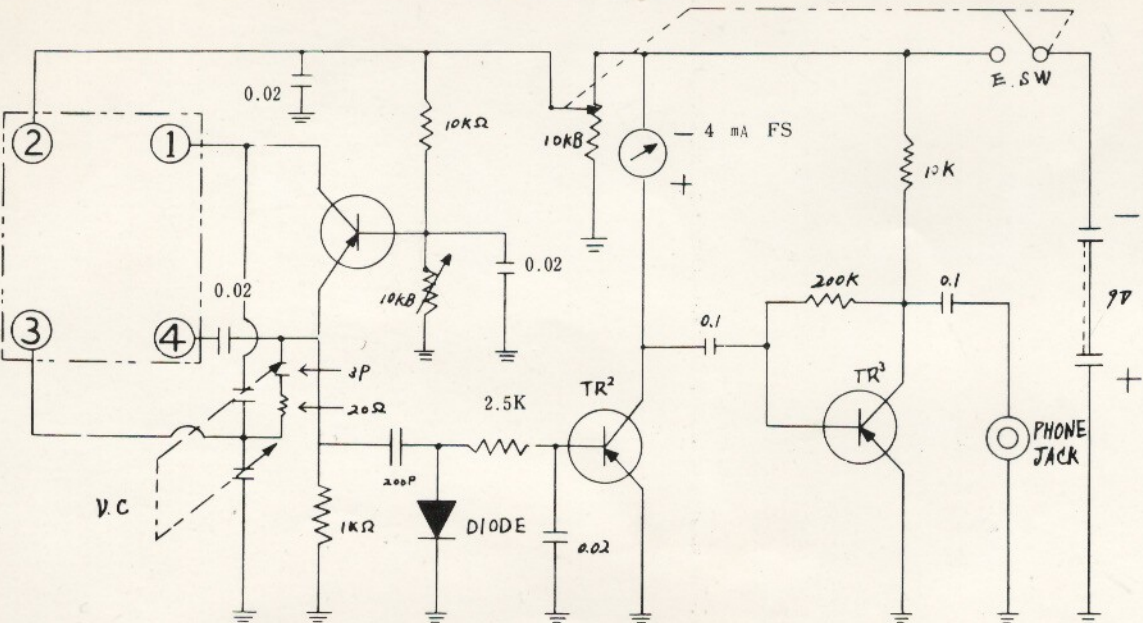 0.02
10KΩ
10KB
− 4 mA FS
+
E. SW
②
①
10K
−
0.02
10KB
0.02
200K
0.1
9V
③
④
0.1
3P
20Ω
TR²
TR³
+
2.5K
PHONE
JACK
200P
V.C
1KΩ
DIODE
0.02